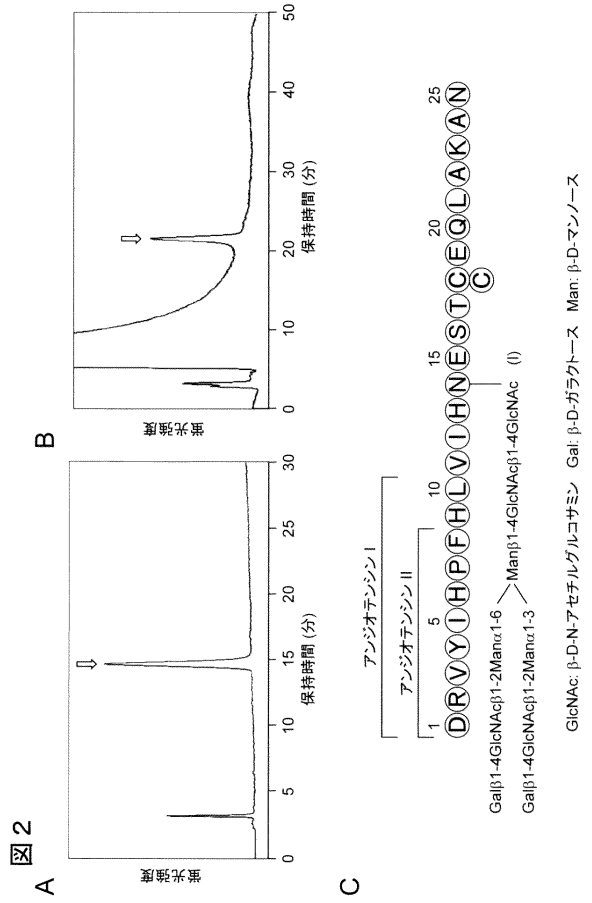 図 2
A
蛍光強度
0
5
10
15
20
25
30
保持時間 (分)
B
蛍光強度
0
10
20
30
40
50
保持時間 (分)
C
アンジオテンシン I
アンジオテンシン II
1
5
10
15
20
25
DRVYIHPFHLVIHNESTCEQLAKAN
C
Galβ1-4GlcNAcβ1-2Manα1-6
Manβ1-4GlcNAcβ1-4GlcNAc (I)
Galβ1-4GlcNAcβ1-2Manα1-3
GlcNAc: β-D-N-アセチルグルコサミン Gal: β-D-ガラクトース Man: β-D-マンノース